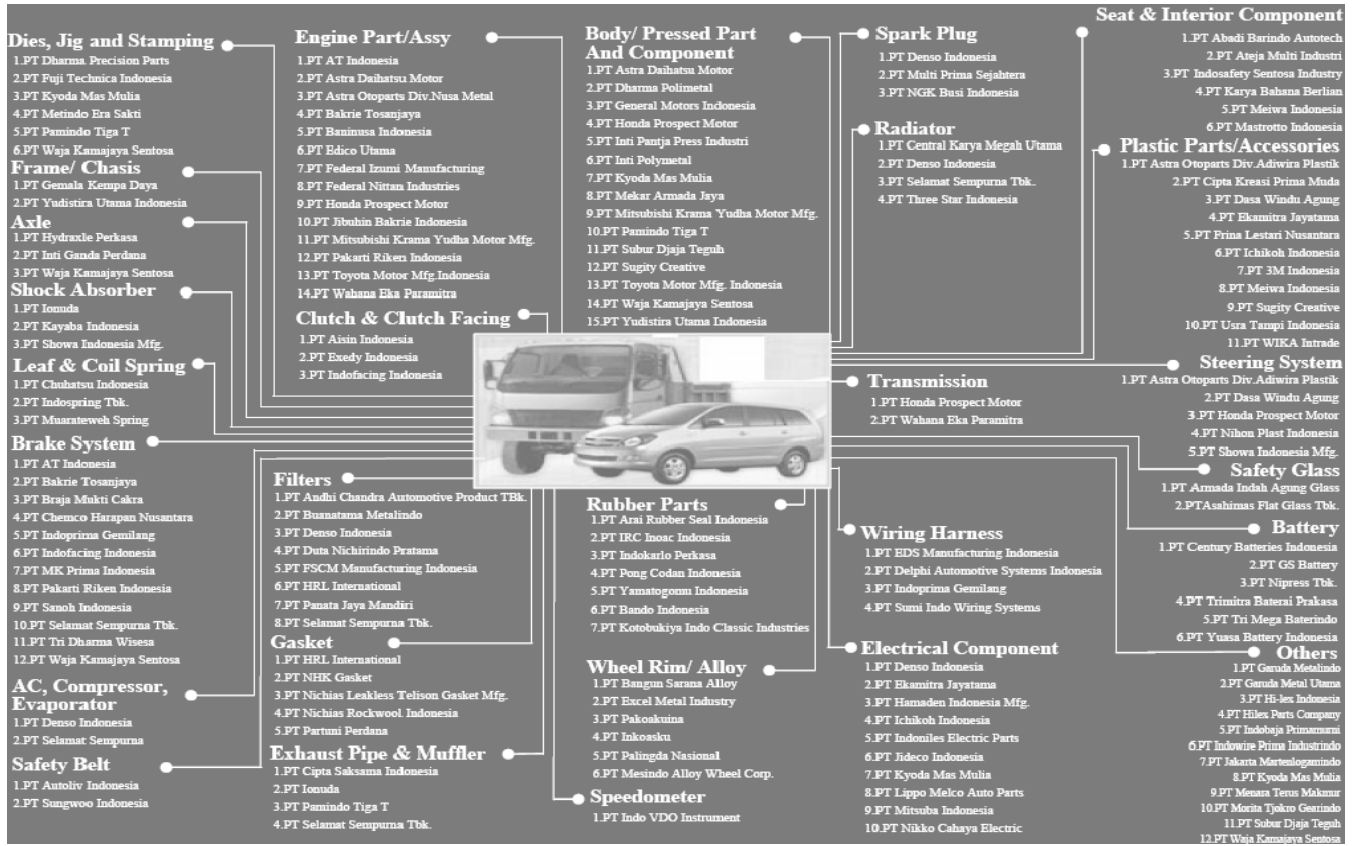 Dies, Jig and Stamping
1.PT Dharma Precision Parts
2.PT Fuji Technica Indonesia
3.PT Kyoda Mas Mulia
4.PT Metindo Era Sakti
5.PT Pamindo Tiga T
6.PT Waja Kamajaya Sentosa
Frame/ Chasis
1.PT Gemala Kempa Daya
2.PT Yudistira Utama Indonesia
Axle
1.PT Hydraxle Perkasa
2.PT Inti Ganda Perdana
3.PT Waja Kamajaya Sentosa
Shock Absorber
1.PT Ionuda
2.PT Kayaba Indonesia
3.PT Showa Indonesia Mfg.
Leaf & Coil Spring
1.PT Chuhatsu Indonesia
2.PT Indospring Tbk.
3.PT Muarateweh Spring
Brake System
1.PT AT Indonesia
2.PT Bakrie Tosanjaya
3.PT Braja Mukti Cakra
4.PT Chemco Harapan Nusantara
5.PT Indoprima Gemilang
6.PT Indofacing Indonesia
7.PT MK Prima Indonesia
8.PT Pakarti Riken Indonesia
9.PT Sanoh Indonesia
10.PT Selamat Sempurna Tbk.
11.PT Tri Dharma Wisesa
12.PT Waja Kamajaya Sentosa
AC, Compressor,
Evaporator
1.PT Denso Indonesia
2.PT Selamat Sempurna
Safety Belt
1.PT Autoliv Indonesia
2.PT Sungwoo Indonesia
Engine Part/Assy
1.PT AT Indonesia
2.PT Astra Daihatsu Motor
3.PT Astra Otoparts Div.Nusa Metal
4.PT Bakrie Tosanjaya
5.PT Baninusa Indonesia
6.PT Edico Utama
7.PT Federal Izumi Manufacturing
8.PT Federal Nittan Industries
9.PT Honda Prospect Motor
10.PT Jibuhin Bakrie Indonesia
11.PT Mitsubishi Krama Yudha Motor Mfg.
12.PT Pakarti Riken Indonesia
13.PT Toyota Motor Mfg.Indonesia
14.PT Wahana Eka Paramitra
Clutch & Clutch Facing
1.PT Aisin Indonesia
2.PT Exedy Indonesia
3.PT Indofacing Indonesia
Filters
1.PT Andhi Chandra Automotive Product TBk.
2.PT Buanatama Metalindo
3.PT Denso Indonesia
4.PT Duta Nichirindo Pratama
5.PT FSCM Manufacturing Indonesia
6.PT HRL International
7.PT Panata Jaya Mandiri
8.PT Selamat Sempurna Tbk.
Gasket
1.PT HRL International
2.PT NHK Gasket
3.PT Nichias Leakless Telison Gasket Mfg.
4.PT Nichias Rockwool Indonesia
5.PT Partuni Perdana
Exhaust Pipe & Muffler
1.PT Cipta Saksama Indonesia
2.PT Ionuda
3.PT Pamindo Tiga T
4.PT Selamat Sempurna Tbk.
Body/ Pressed Part
And Component
1.PT Astra Daihatsu Motor
2.PT Dharma Polimetal
3.PT General Motors Indonesia
4.PT Honda Prospect Motor
5.PT Inti Pantja Press Industri
6.PT Inti Polymetal
7.PT Kyoda Mas Mulia
8.PT Mekar Armada Jaya
9.PT Mitsubishi Krama Yudha Motor Mfg.
10.PT Pamindo Tiga T
11.PT Subur Djaja Teguh
12.PT Sugity Creative
13.PT Toyota Motor Mfg. Indonesia
14.PT Waja Kamajaya Sentosa
15.PT Yudistira Utama Indonesia
Rubber Parts
1.PT Arai Rubber Seal Indonesia
2.PT IRC Inoac Indonesia
3.PT Indokarlo Perkasa
4.PT Pong Codan Indonesia
5.PT Yamatogomu Indonesia
6.PT Bando Indonesia
7.PT Kotobukiya Indo Classic Industries
Wheel Rim/ Alloy
1.PT Bangun Sarana Alloy
2.PT Excel Metal Industry
3.PT Pakoakuina
4.PT Inkoasku
5.PT Palingda Nasional
6.PT Mesindo Alloy Wheel Corp.
Speedometer
1.PT Indo VDO Instrument
Spark Plug
1.PT Denso Indonesia
2.PT Multi Prima Sejahtera
3.PT NGK Busi Indonesia
Radiator
1.PT Central Karya Megah Utama
2.PT Denso Indonesia
3.PT Selamat Sempurna Tbk.
4.PT Three Star Indonesia
Transmission
1.PT Honda Prospect Motor
2.PT Wahana Eka Paramitra
Wiring Harness
1.PT EDS Manufacturing Indonesia
2.PT Delphi Automotive Systems Indonesia
3.PT Indoprima Gemilang
4.PT Sumi Indo Wiring Systems
Electrical Component
1.PT Denso Indonesia
2.PT Ekamitra Jayatama
3.PT Hamaden Indonesia Mfg.
4.PT Ichikoh Indonesia
5.PT Indoniles Electric Parts
6.PT Jideco Indonesia
7.PT Kyoda Mas Mulia
8.PT Lippo Melco Auto Parts
9.PT Mitsuba Indonesia
10.PT Nikko Cahaya Electric
Seat & Interior Component
1.PT Abadi Barindo Autotech
2.PT Ateja Multi Industri
3.PT Indosafety Sentosa Industry
4.PT Karya Bahana Berlian
5.PT Meiwa Indonesia
6.PT Mastrotto Indonesia
Plastic Parts/Accessories
1.PT Astra Otoparts Div.Adiwira Plastik
2.PT Cipta Kreasi Prima Muda
3.PT Dasa Windu Agung
4.PT Ekamitra Jayatama
5.PT Frina Lestari Nusantara
6.PT Ichikoh Indonesia
7.PT 3M Indonesia
8.PT Meiwa Indonesia
9.PT Sugity Creative
10.PT Usra Tampi Indonesia
11.PT WIKA Intrade
Steering System
1.PT Astra Otoparts Div.Adiwira Plastik
2.PT Dasa Windu Agung
3.PT Honda Prospect Motor
4.PT Nihon Plast Indonesia
5.PT Showa Indonesia Mfg.
Safety Glass
1.PT Armada Indah Agung Glass
2.PTAsahimas Flat Glass Tbk.
Battery
1.PT Century Batteries Indonesia
2.PT GS Battery
3.PT Nipress Tbk.
4.PT Trimitra Baterai Prakasa
5.PT Tri Mega Baterindo
6.PT Yuasa Battery Indonesia
Others
1.PT Garuda Metalindo
2.PT Garuda Metal Utama
3.PT Hi-lex Indonesia
4.PT Hilex Parts Company
5.PT Indobaja Primamurni
6.PT Indowire Prima Industrindo
7.PT Jakarta Martenlogamindo
8.PT Kyoda Mas Mulia
9.PT Menara Terus Makmur
10.PT Morita Tjokro Gearindo
11.PT Subur Djaja Teguh
12.PT Waja Kamajaya Sentosa